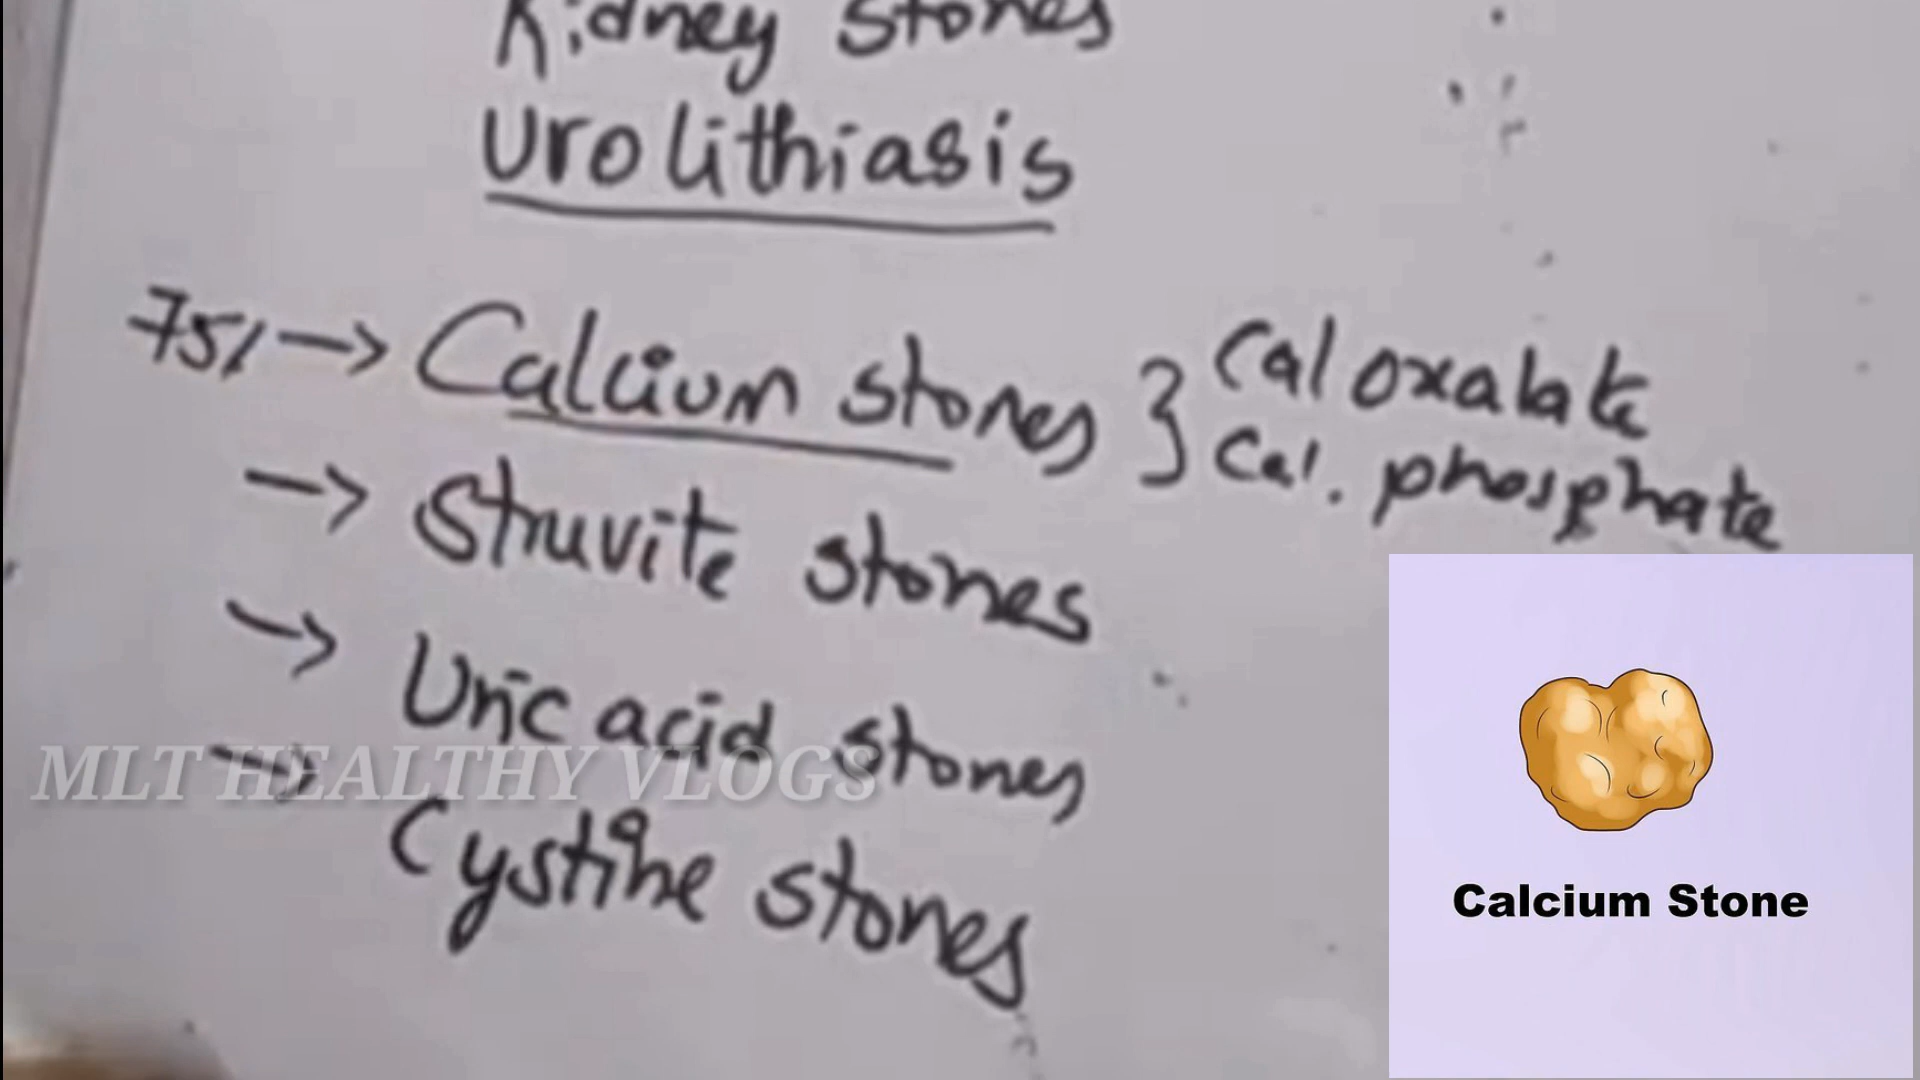 Kidney Stones
Urolithiasis
75% → Calcium stones } Cal oxalate
Cal. phosphate
→ Struvite stones
→ Uric acid stones
→ Cystine stones
MLT HEALTHY VLOGS
Calcium Stone